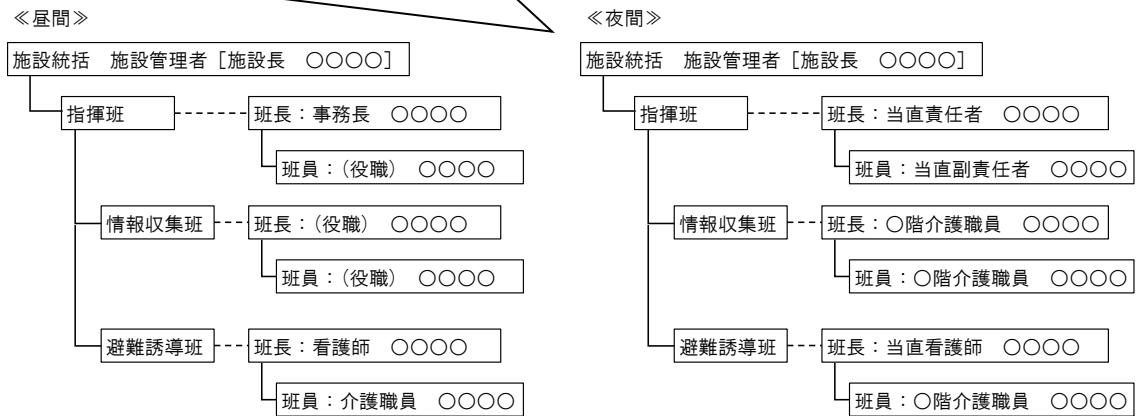 ≪昼間≫
施設統括　施設管理者［施設長　○○○○］
指揮班
班長：事務長　○○○○
班員：（役職）　○○○○
情報収集班
班長：（役職）　○○○○
班員：（役職）　○○○○
避難誘導班
班長：看護師　○○○○
班員：介護職員　○○○○
≪夜間≫
施設統括　施設管理者［施設長　○○○○］
指揮班
班長：当直責任者　○○○○
班員：当直副責任者　○○○○
情報収集班
班長：○階介護職員　○○○○
班員：○階介護職員　○○○○
避難誘導班
班長：当直看護師　○○○○
班員：○階介護職員　○○○○